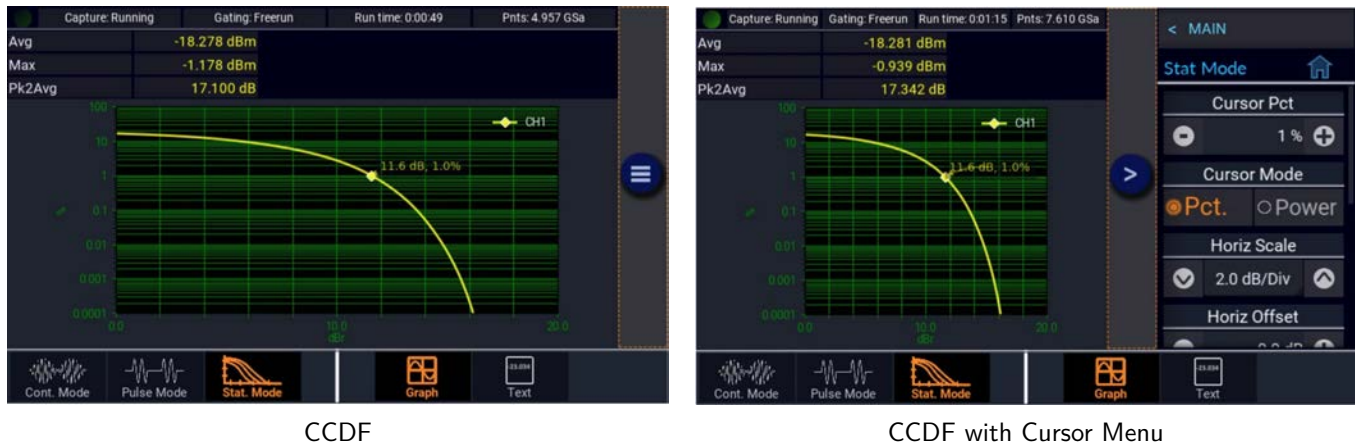 Capture: Running Gating: Freerun Run time: 0:00:49 Pnts: 4.957 GSa
Avg -18.278 dBm
Max -1.178 dBm
Pk2Avg 17.100 dB
100
CH1
10
11.6 dB, 1.0%
1
%
0.1
0.01
0.001
0.0001
0.0 10.0 20.0
dBr
Cont. Mode Pulse Mode Stat. Mode Graph -23.034 Text
CCDF
Capture: Running Gating: Freerun Run time: 0:01:15 Pnts: 7.610 GSa
Avg -18.281 dBm
Max -0.939 dBm
Pk2Avg 17.342 dB
100
CH1
10
11.6 dB, 1.0%
1
%
0.1
0.01
0.001
0.0001
0.0 10.0 20.0
dBr
< MAIN
Stat Mode
Cursor Pct
1 %
Cursor Mode
Pct. Power
Horiz Scale
2.0 dB/Div
Horiz Offset
0.0 dB
Cont. Mode Pulse Mode Stat. Mode Graph -23.034 Text
CCDF with Cursor Menu